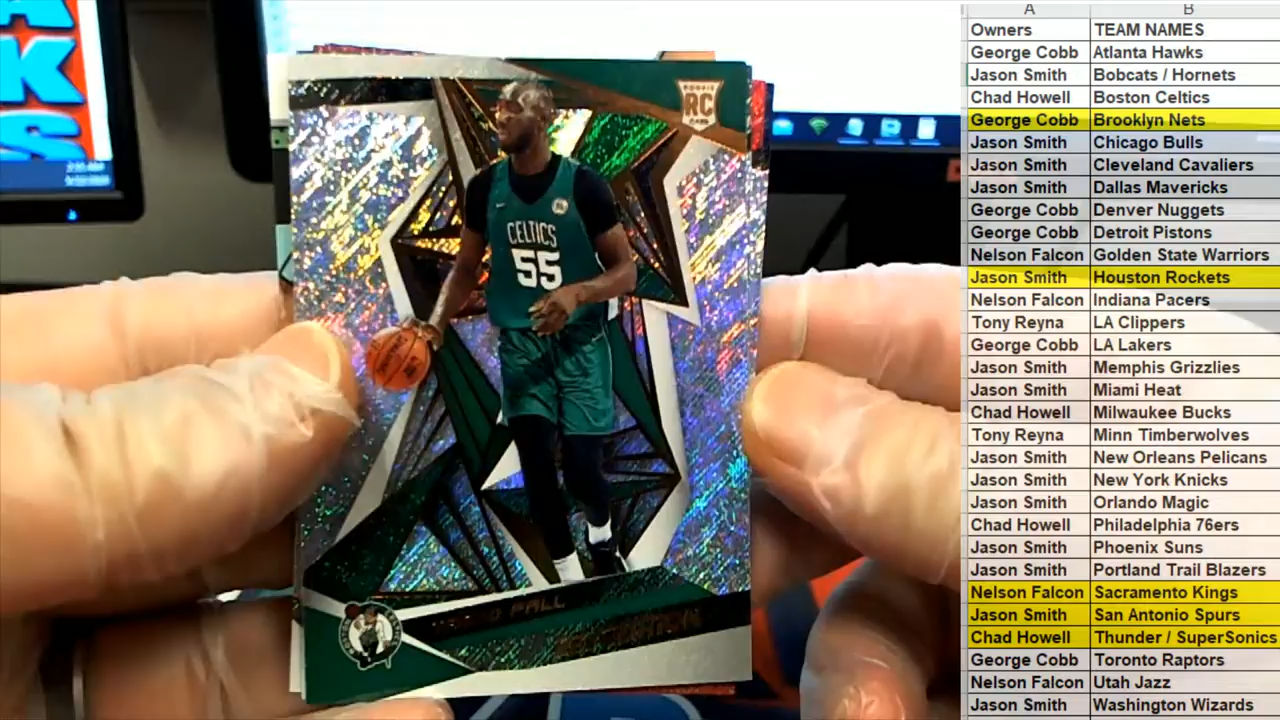 A B
Owners TEAM NAMES
George Cobb Atlanta Hawks
Jason Smith Bobcats / Hornets
Chad Howell Boston Celtics
George Cobb Brooklyn Nets
Jason Smith Chicago Bulls
Jason Smith Cleveland Cavaliers
Jason Smith Dallas Mavericks
George Cobb Denver Nuggets
George Cobb Detroit Pistons
Nelson Falcon Golden State Warriors
Jason Smith Houston Rockets
Nelson Falcon Indiana Pacers
Tony Reyna LA Clippers
George Cobb LA Lakers
Jason Smith Memphis Grizzlies
Jason Smith Miami Heat
Chad Howell Milwaukee Bucks
Tony Reyna Minn Timberwolves
Jason Smith New Orleans Pelicans
Jason Smith New York Knicks
Jason Smith Orlando Magic
Chad Howell Philadelphia 76ers
Jason Smith Phoenix Suns
Jason Smith Portland Trail Blazers
Nelson Falcon Sacramento Kings
Jason Smith San Antonio Spurs
Chad Howell Thunder / SuperSonics
George Cobb Toronto Raptors
Nelson Falcon Utah Jazz
Jason Smith Washington Wizards
RC
CELTICS
55
FALL